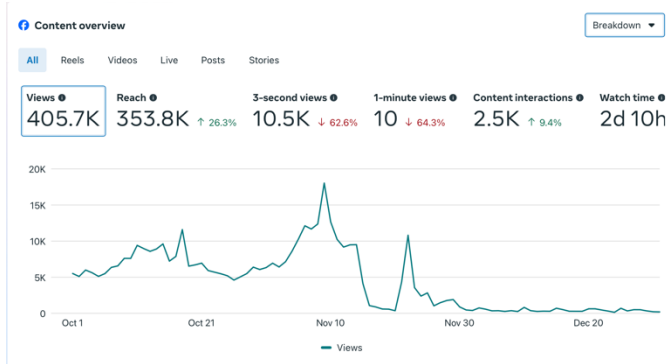 Content overview
Breakdown
All Reels Videos Live Posts Stories
Views Reach 3-second views 1-minute views Content interactions Watch time
405.7K 353.8K ↑ 26.3% 10.5K ↓ 62.6% 10 ↓ 64.3% 2.5K ↑ 9.4% 2d 10h
20K
15K
10K
5K
0
Oct 1 Oct 21 Nov 10 Nov 30 Dec 20
Views